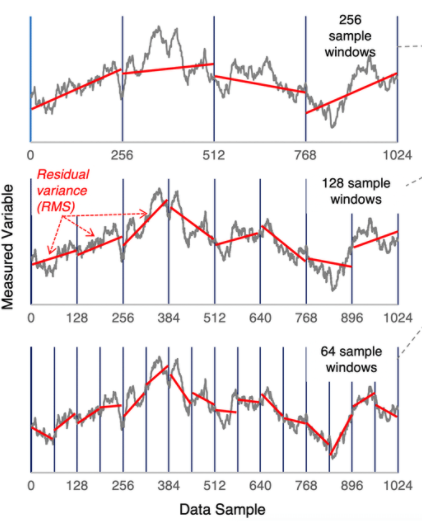 256
sample
windows
0 256 512 768 1024
Residual
variance
(RMS)
128 sample
windows
0 128 256 384 512 640 768 896 1024
64 sample
windows
0 128 256 384 512 640 768 896 1024
Measured Variable
Data Sample